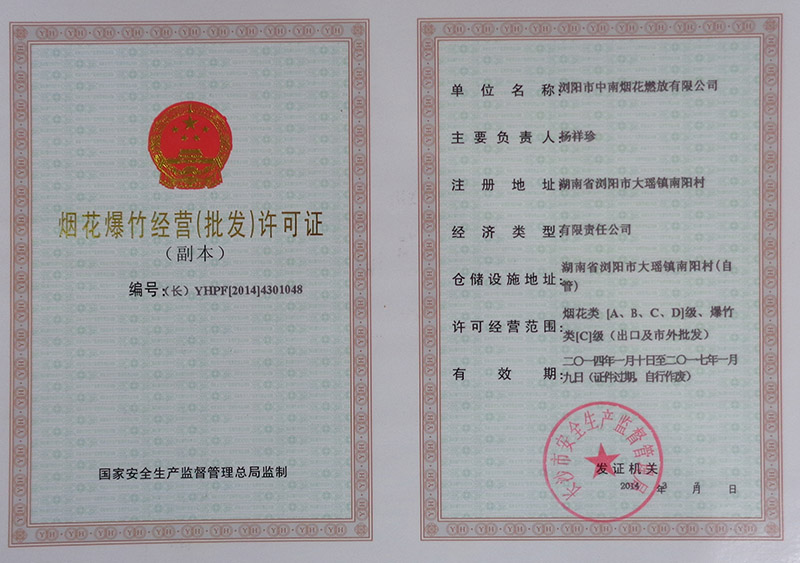 烟花爆竹经营(批发)许可证
（副本）
编号:（长）YHPF[2014]4301048
国家安全生产监督管理总局监制
单位名称:浏阳市中南烟花燃放有限公司
主要负责人:杨祥珍
注册地址:湖南省浏阳市大瑶镇南阳村
经济类型:有限责任公司
仓储设施地址:湖南省浏阳市大瑶镇南阳村(自
管)
许可经营范围:烟花类 [A、B、C、D]级、爆竹
类[C]级（出口及市外批发）
有效期:二〇一四年一月十日至二〇一七年一月
九日（证件过期，自行作废）
长沙市安全生产监督管理局
发证机关
2014 年 3 月 日